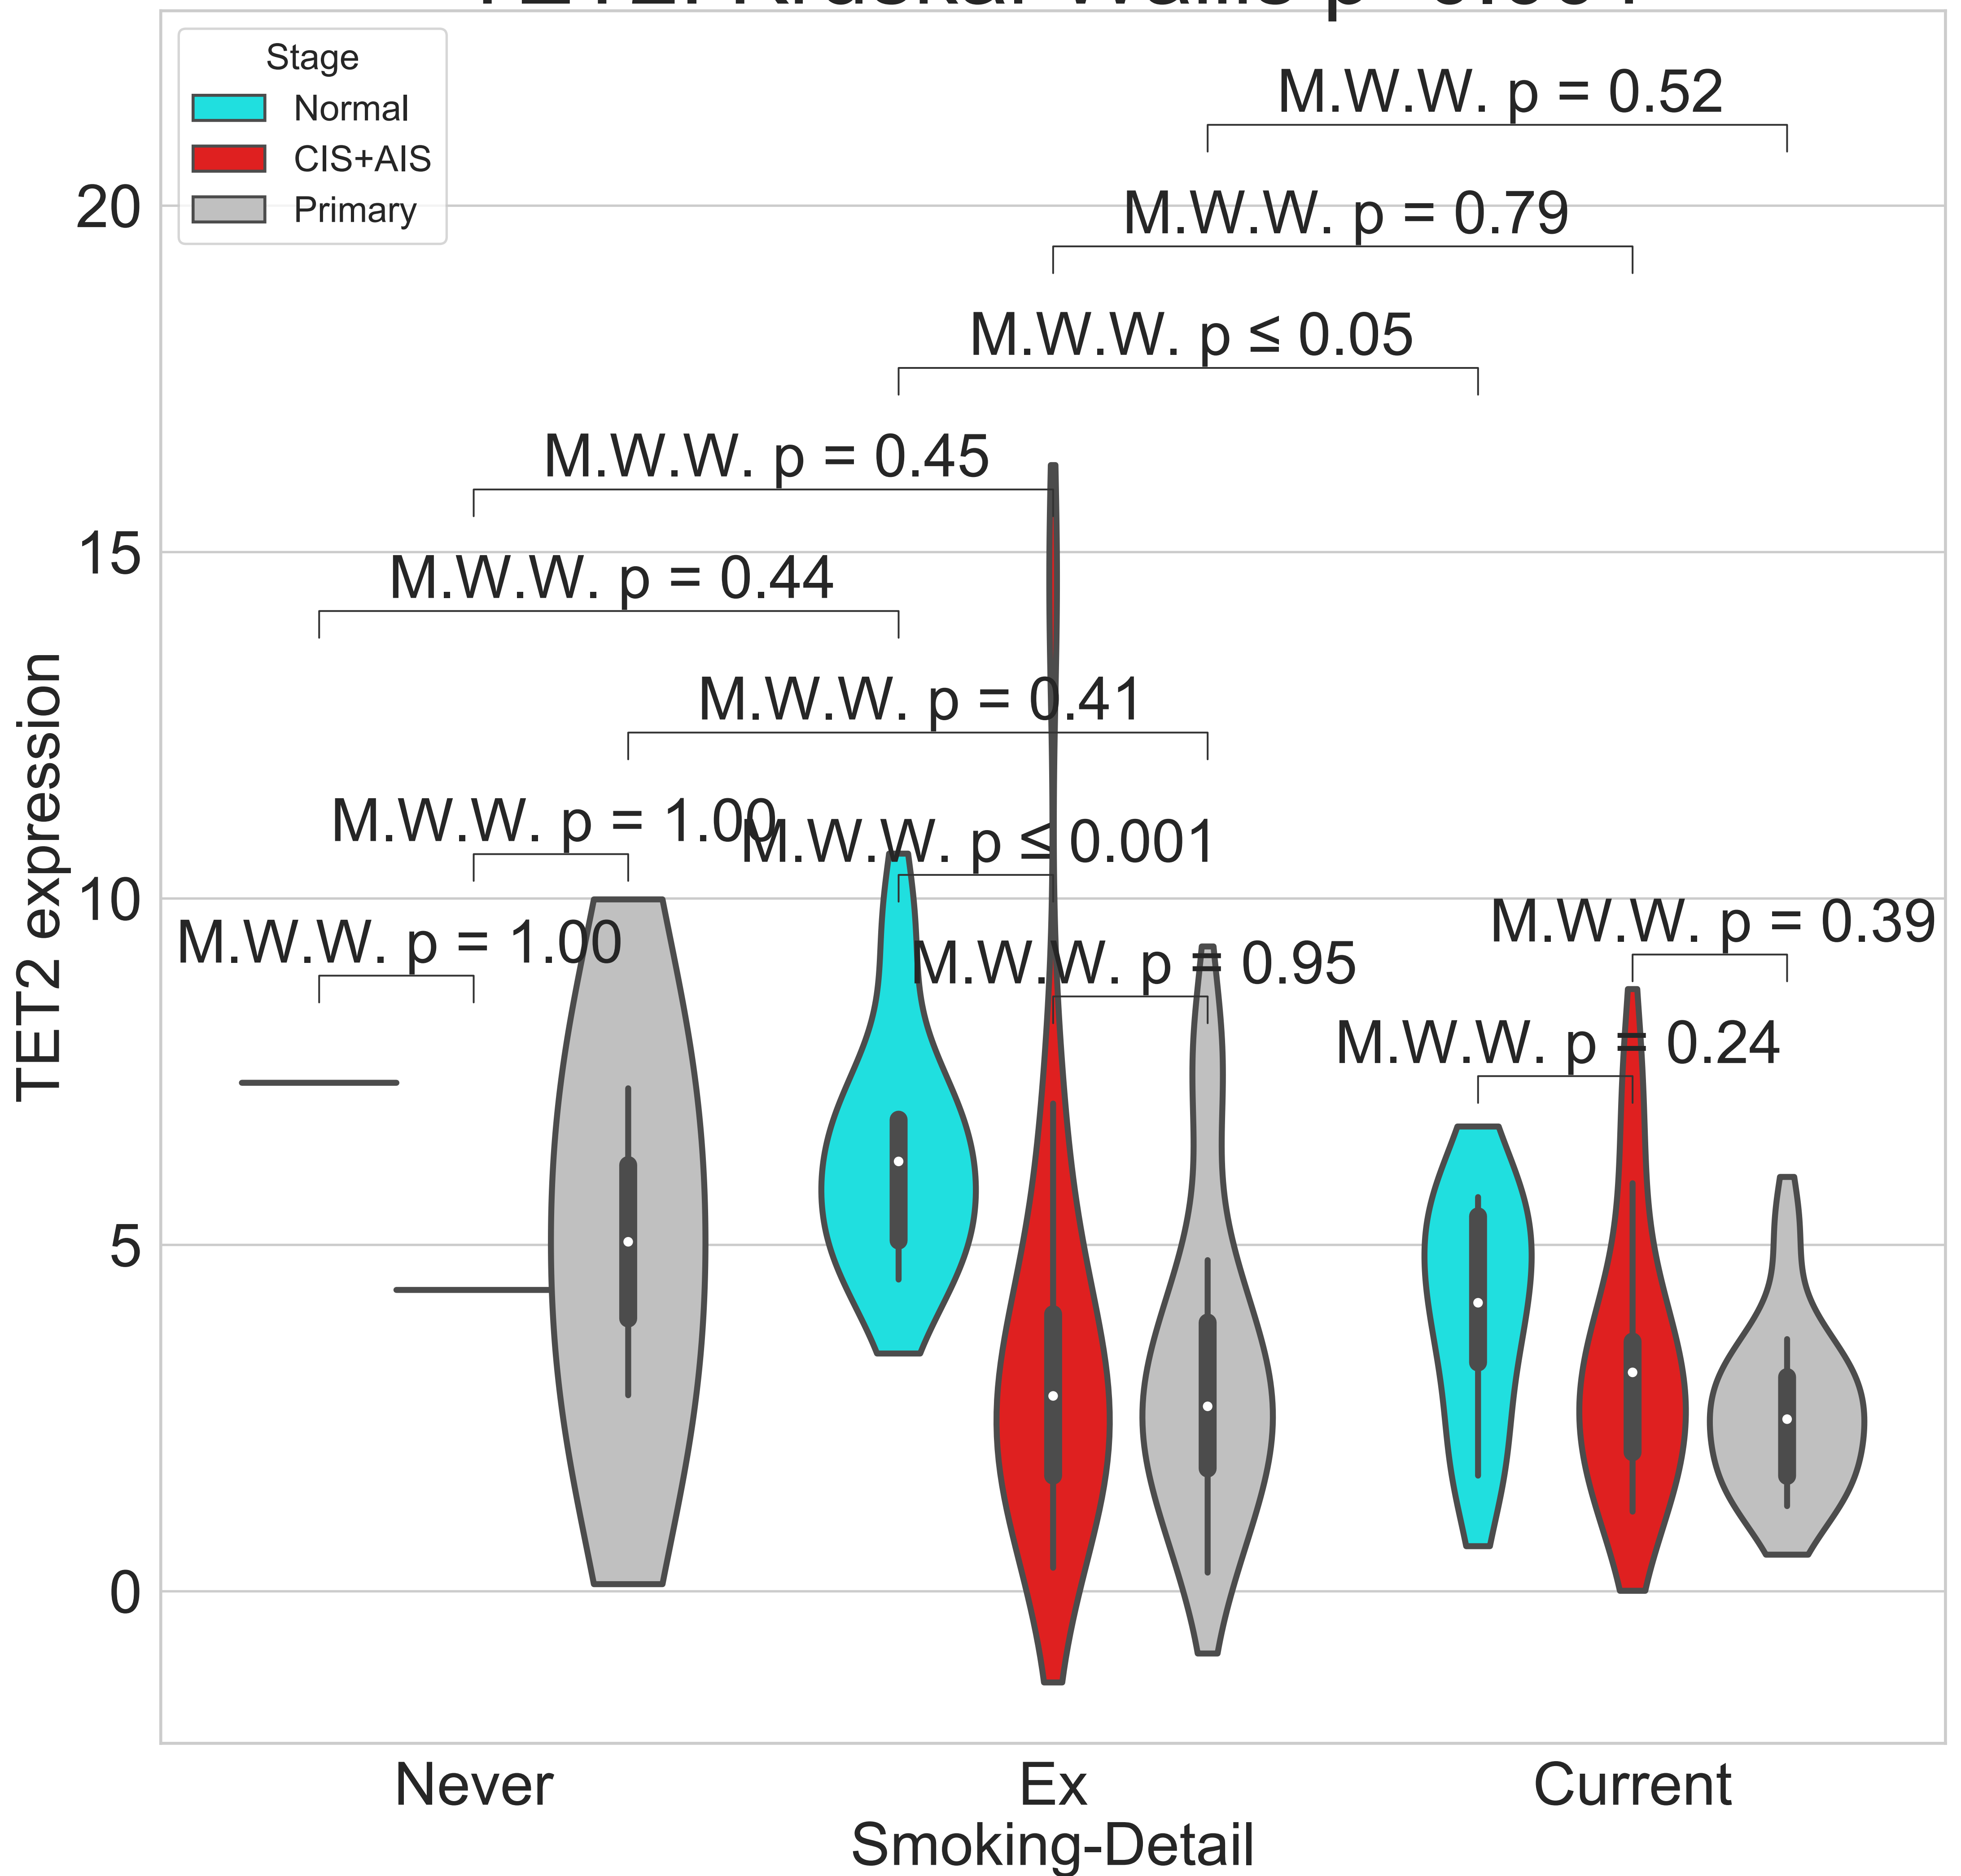 Stage
Normal
CIS+AIS
Primary
M.W.W. p = 0.52
M.W.W. p = 0.79
M.W.W. p ≤ 0.05
M.W.W. p = 0.45
M.W.W. p = 0.44
M.W.W. p = 0.41
M.W.W. p = 1.00
M.W.W. p ≤ 0.001
M.W.W. p = 0.39
M.W.W. p = 1.00
M.W.W. p = 0.95
M.W.W. p = 0.24
20
15
10
5
0
TET2 expression
Never
Ex
Current
Smoking-Detail